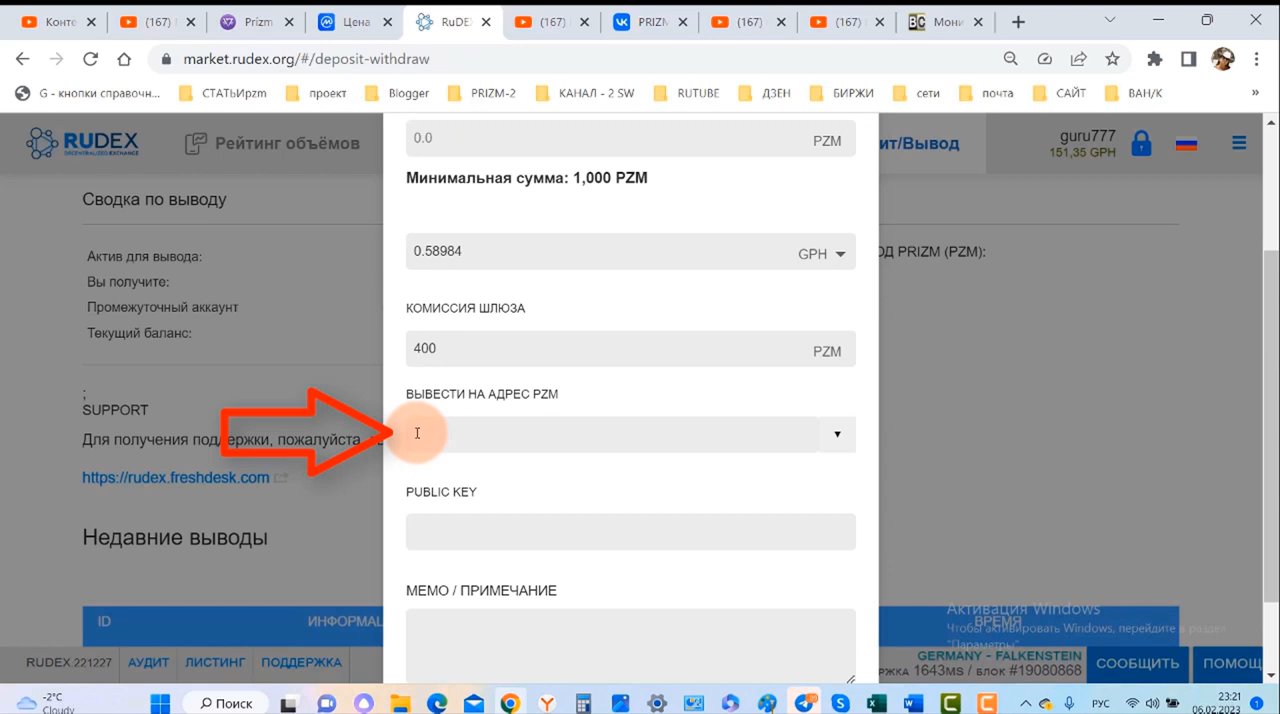 Конте
(167)
Prizm
Цена
RuDEX
(167)
PRIZM
(167)
(167)
BC Мони
market.rudex.org/#/deposit-withdraw
G - кнопки справочн...
СТАТЬИpzm
проект
Blogger
PRIZM-2
КАНАЛ - 2 SW
RUTUBE
ДЗЕН
БИРЖИ
сети
почта
САЙТ
ВАН/К
»
RUDEX
DECENTRALIZED EXCHANGE
Рейтинг объёмов
ит/Вывод
guru777
151,35 GPH
Сводка по выводу
Актив для вывода:
Вы получите:
Промежуточный аккаунт
Текущий баланс:
;
SUPPORT
Для получения поддержки, пожалуйста
https://rudex.freshdesk.com
Недавние выводы
0.0 PZM
Минимальная сумма: 1,000 PZM
0.58984 GPH
КОМИССИЯ ШЛЮЗА
400 PZM
ВЫВЕСТИ НА АДРЕС PZM
PUBLIC KEY
МЕМО / ПРИМЕЧАНИЕ
ОД PRIZM (PZM):
ID
ИНФОРМАЦ
ВРЕМЯ
Активация Windows
Чтобы активировать Windows, перейдите в раздел
"Параметры".
RUDEX.221227
АУДИТ
ЛИСТИНГ
ПОДДЕРЖКА
GERMANY - FALKENSTEIN
РЖКА 1643MS / БЛОК #19080868
СООБЩИТЬ
ПОМОЩ
-2°C
Cloudy
Поиск
РУС
23:21
06.02.2023
1